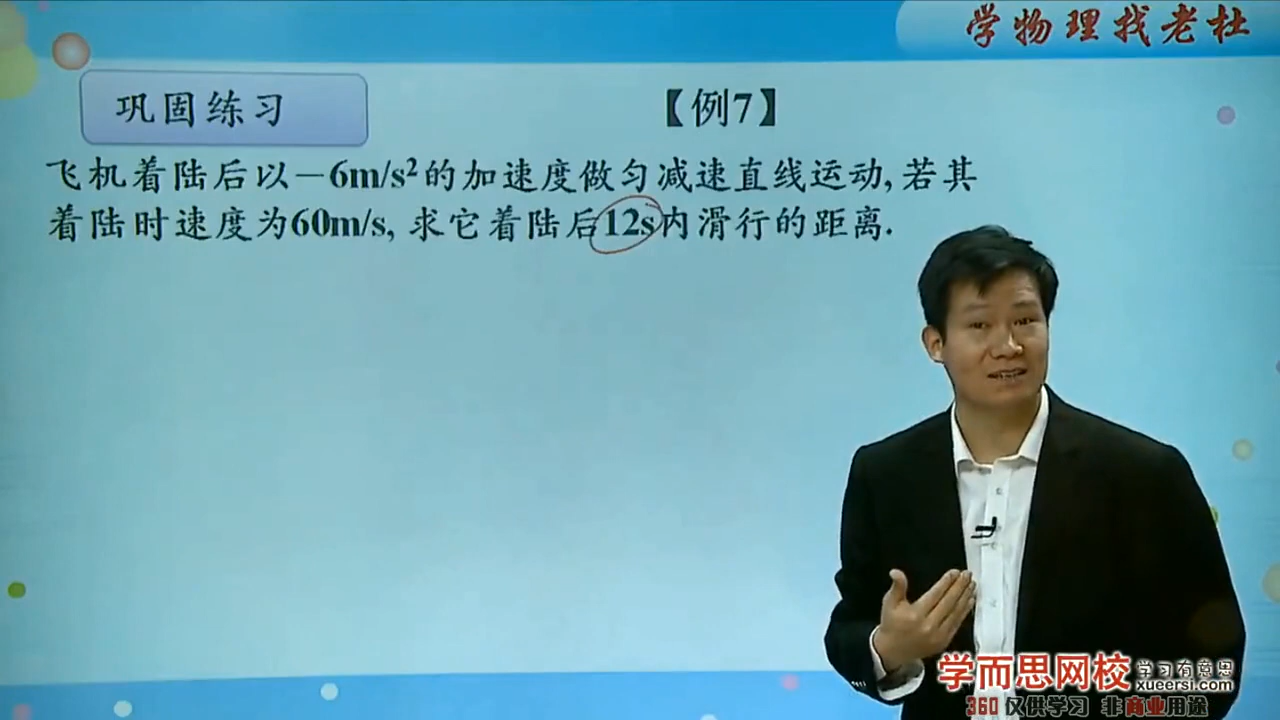 学物理找老杜
巩固练习
【例7】
飞机着陆后以－6m/s²的加速度做匀减速直线运动,若其
着陆时速度为60m/s, 求它着陆后12s内滑行的距离.
学而思网校 学习有意思
xueersi.com
360 仅供学习 非商业用途